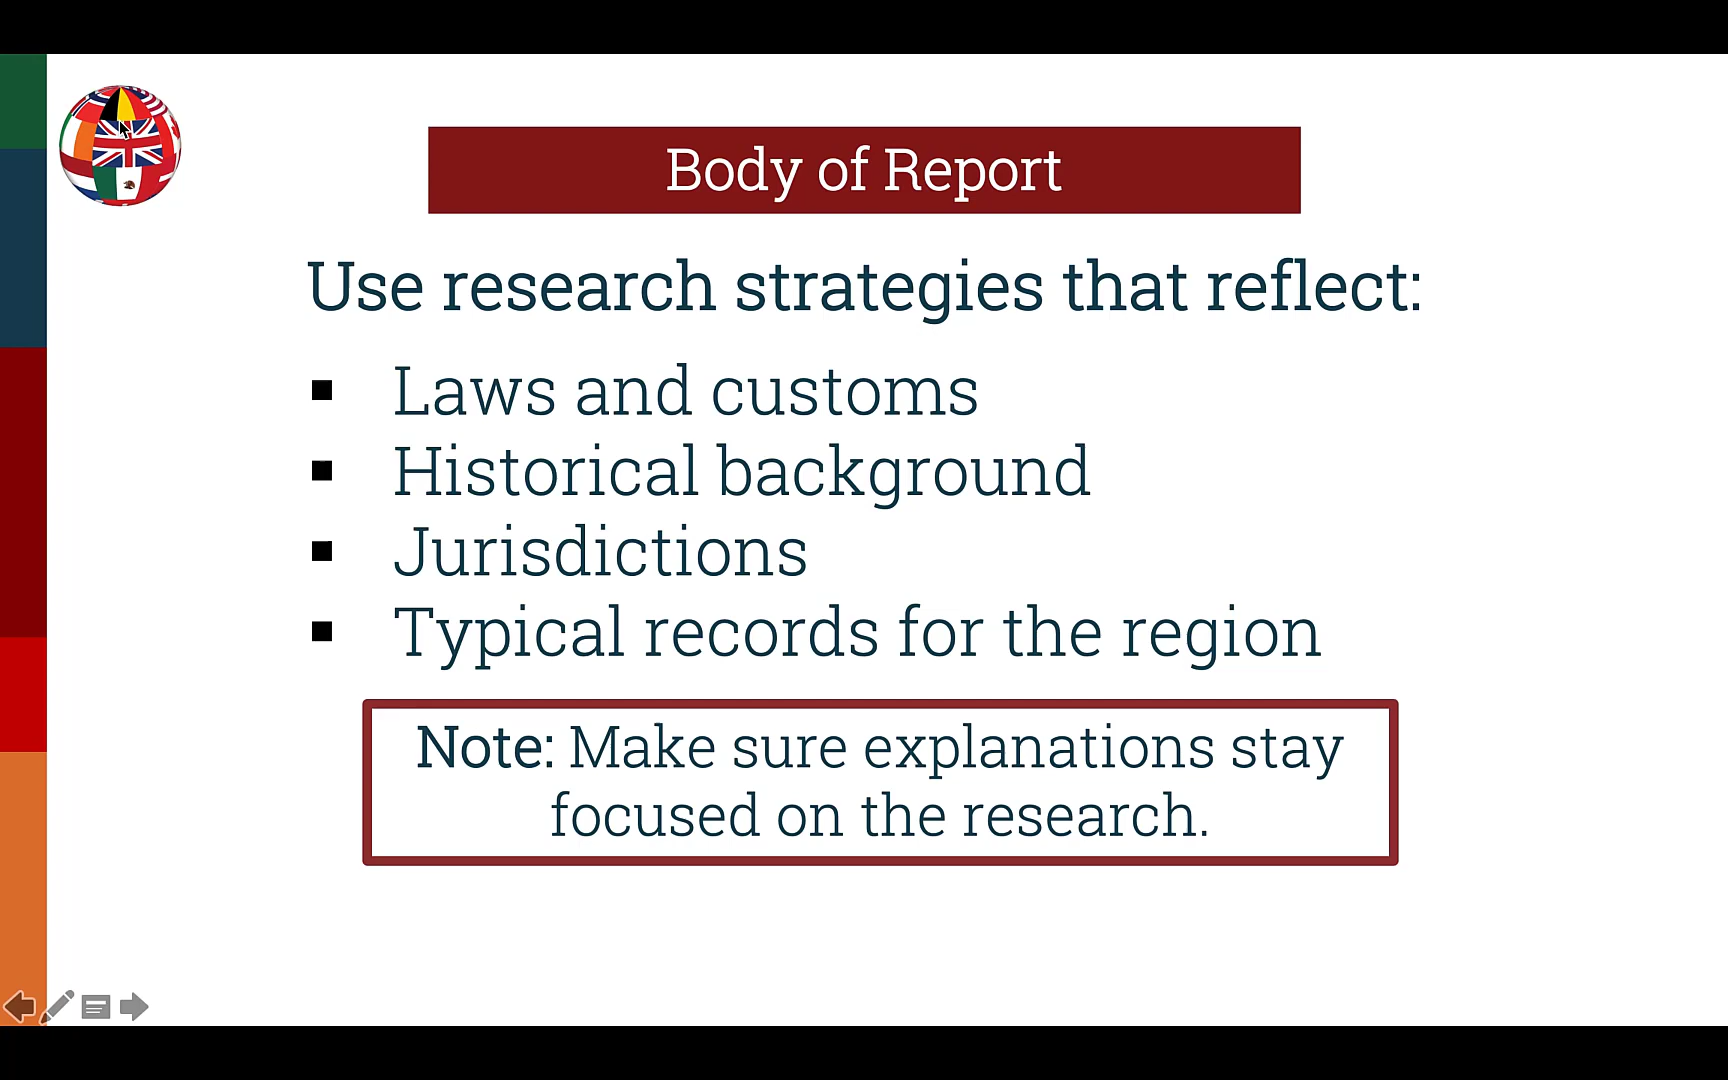 Body of Report
Use research strategies that reflect:
▪ Laws and customs
▪ Historical background
▪ Jurisdictions
▪ Typical records for the region
Note: Make sure explanations stay
focused on the research.